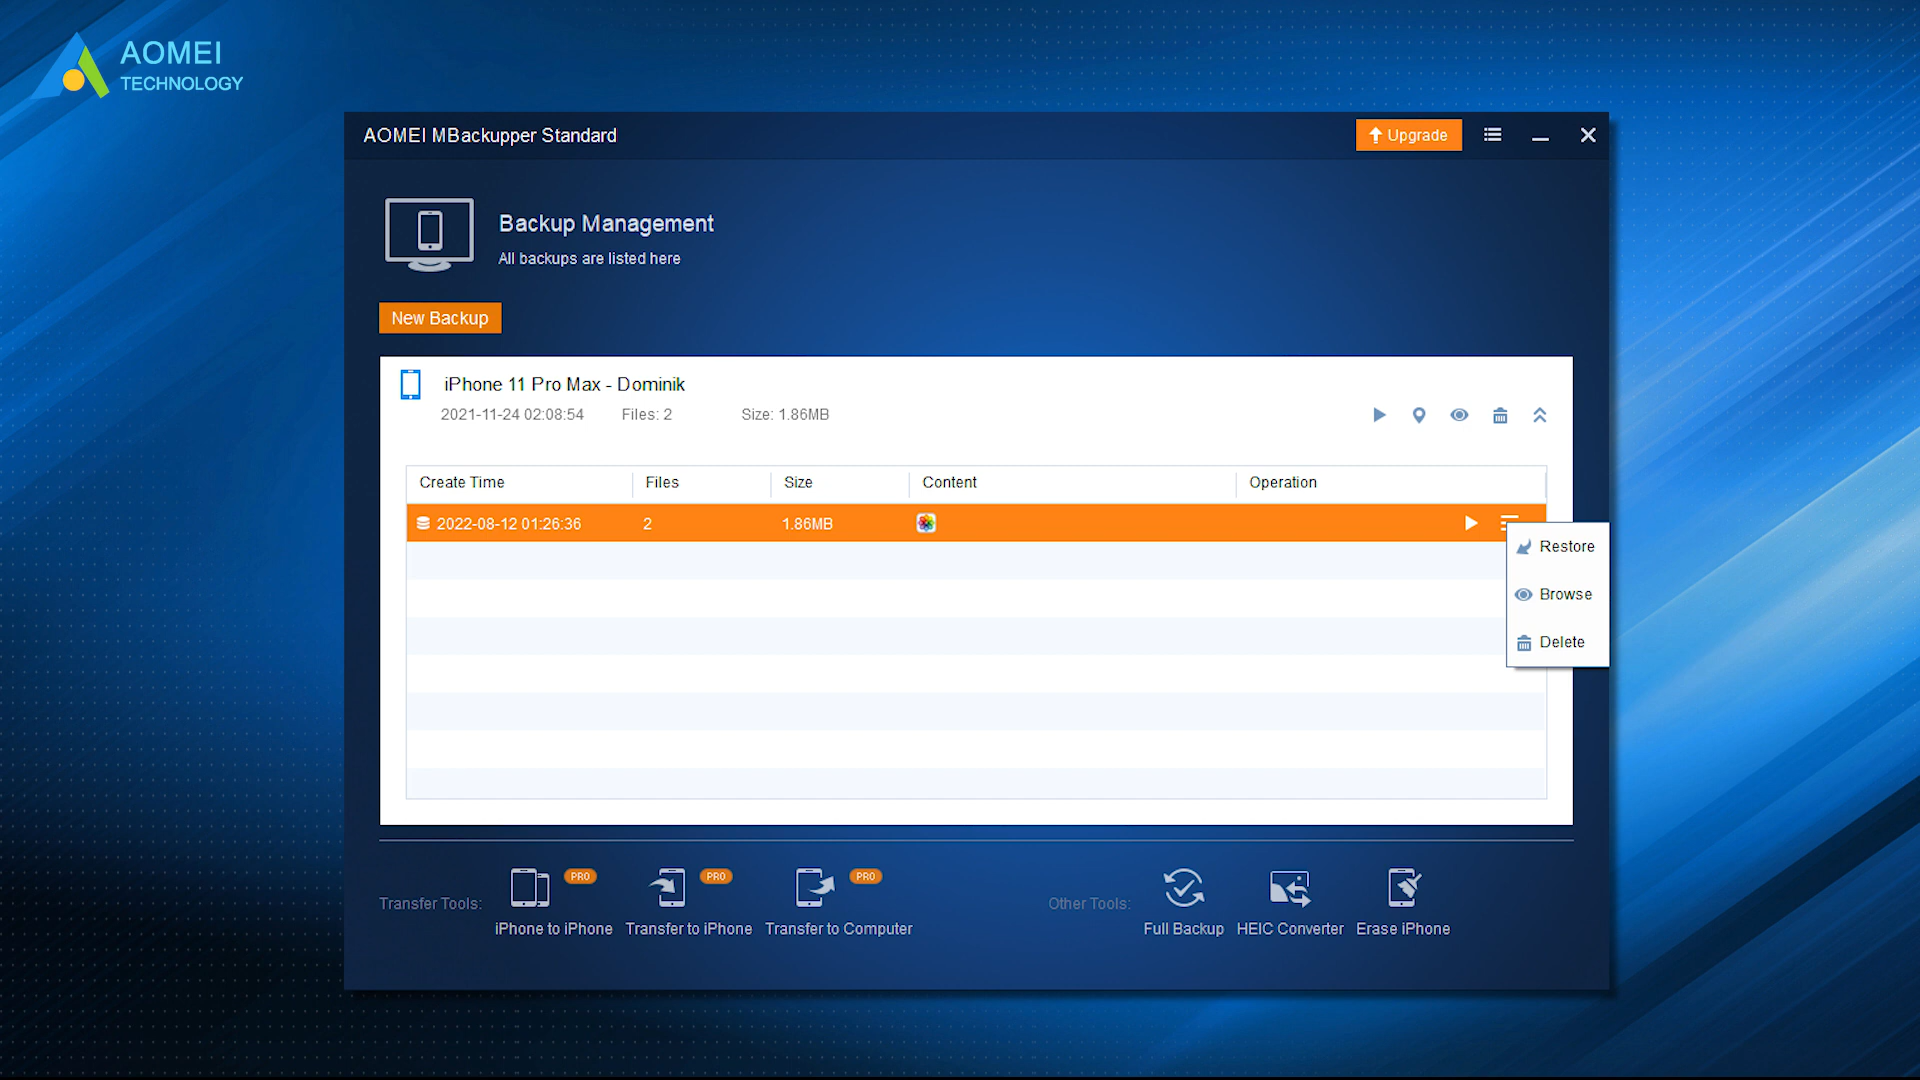 AOMEI
TECHNOLOGY
AOMEI MBackupper Standard
Upgrade
Backup Management
All backups are listed here
New Backup
iPhone 11 Pro Max - Dominik
2021-11-24 02:08:54 Files: 2 Size: 1.86MB
Create Time Files Size Content Operation
2022-08-12 01:26:36 2 1.86MB
Restore
Browse
Delete
PRO PRO PRO
Transfer Tools: Other Tools:
iPhone to iPhone Transfer to iPhone Transfer to Computer Full Backup HEIC Converter Erase iPhone